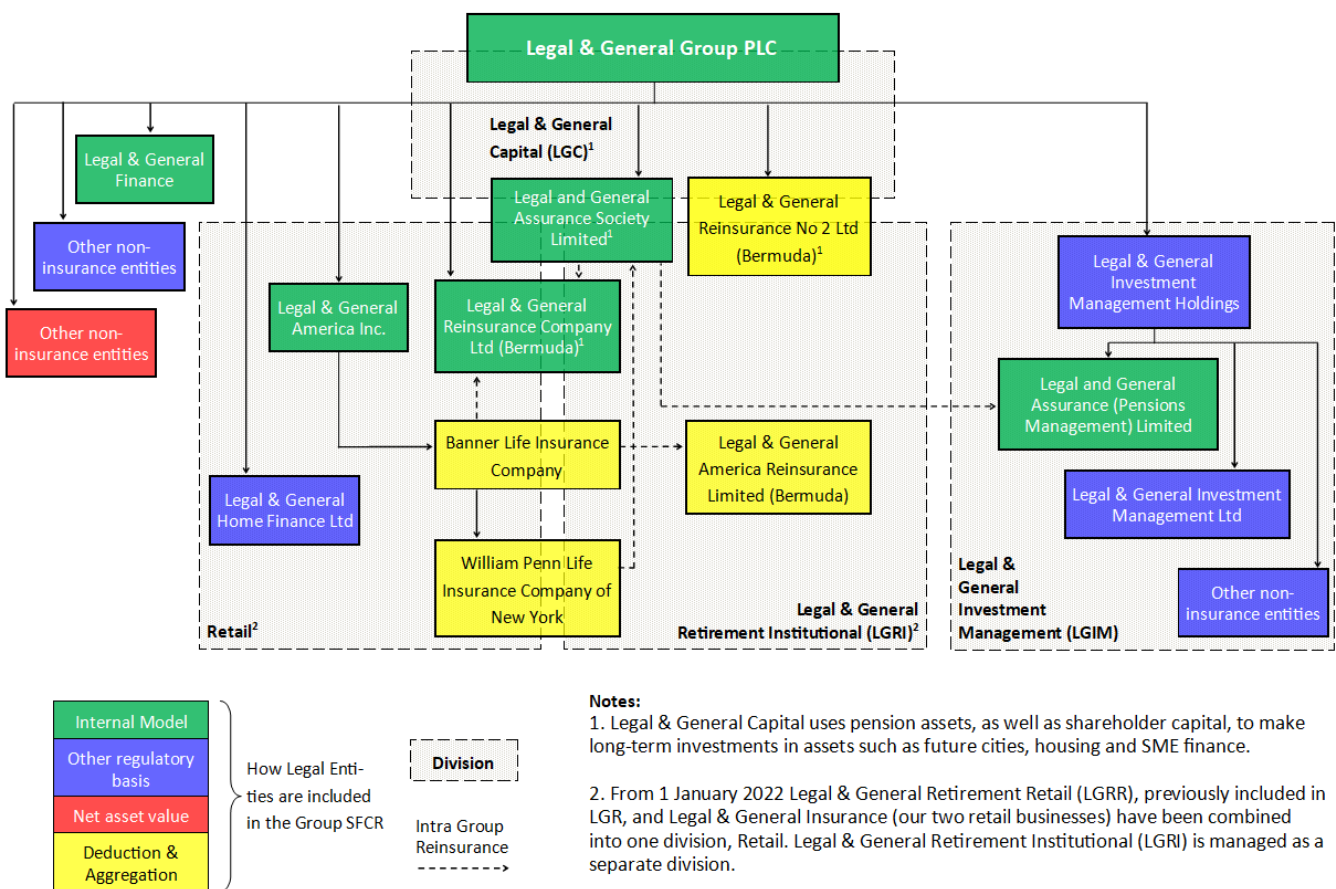 Legal & General Group PLC
Legal & General
Capital (LGC)1
Legal & General
Finance
Legal and General
Assurance Society
Limited1
Legal & General
Reinsurance No 2 Ltd
(Bermuda)1
Other non-
insurance entities
Legal & General
Investment
Management Holdings
Legal & General
America Inc.
Legal & General
Reinsurance Company
Ltd (Bermuda)1
Other non-
insurance entities
Legal and General
Assurance (Pensions
Management) Limited
Banner Life Insurance
Company
Legal & General
America Reinsurance
Limited (Bermuda)
Legal & General
Home Finance Ltd
Legal & General Investment
Management Ltd
William Penn Life
Insurance Company of
New York
Legal &
General
Investment
Management (LGIM)
Other non-
insurance entities
Retail2
Legal & General
Retirement Institutional (LGRI)2
Internal Model
Other regulatory
basis
Net asset value
Deduction &
Aggregation
How Legal Enti-
ties are included
in the Group SFCR
Division
Intra Group
Reinsurance
Notes:
1. Legal & General Capital uses pension assets, as well as shareholder capital, to make
long-term investments in assets such as future cities, housing and SME finance.
2. From 1 January 2022 Legal & General Retirement Retail (LGRR), previously included in
LGR, and Legal & General Insurance (our two retail businesses) have been combined
into one division, Retail. Legal & General Retirement Institutional (LGRI) is managed as a
separate division.